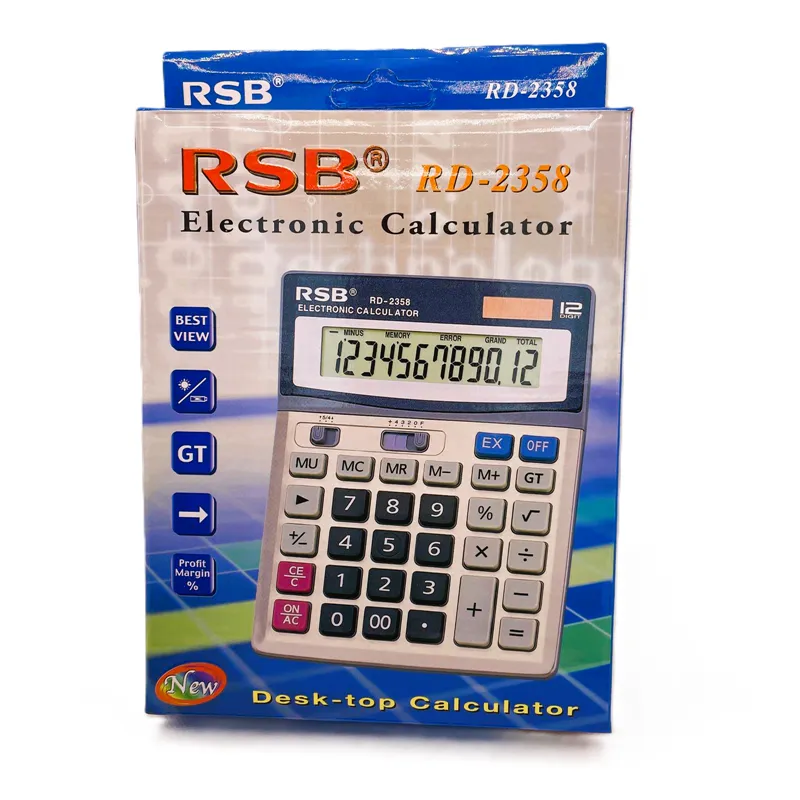 RSB® RD-2358
RSB® RD-2358
Electronic Calculator
BEST
VIEW
GT
→
Profit
Margin
%
RSB® RD-2358
ELECTRONIC CALCULATOR
12
DIGIT
— MINUS MEMORY ERROR GRAND TOTAL
1234567890.12
EX OFF
MU MC MR M− M+ GT
▶ 7 8 9 % √
+/− 4 5 6 × ÷
CE/C 1 2 3 + −
ON/AC 0 00 • =
New
Desk-top Calculator